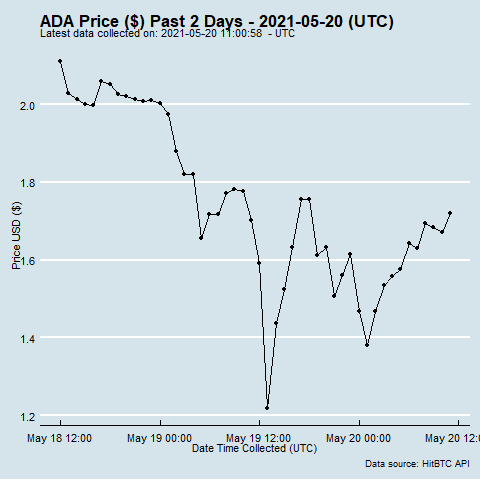 ADA Price ($) Past 2 Days - 2021-05-20 (UTC)
Latest data collected on: 2021-05-20 11:00:58 - UTC
2.0
1.8
1.6
1.4
1.2
Price USD ($)
May 18 12:00 May 19 00:00 May 19 12:00 May 20 00:00 May 20 12:0
Date Time Collected (UTC)
Data source: HitBTC API